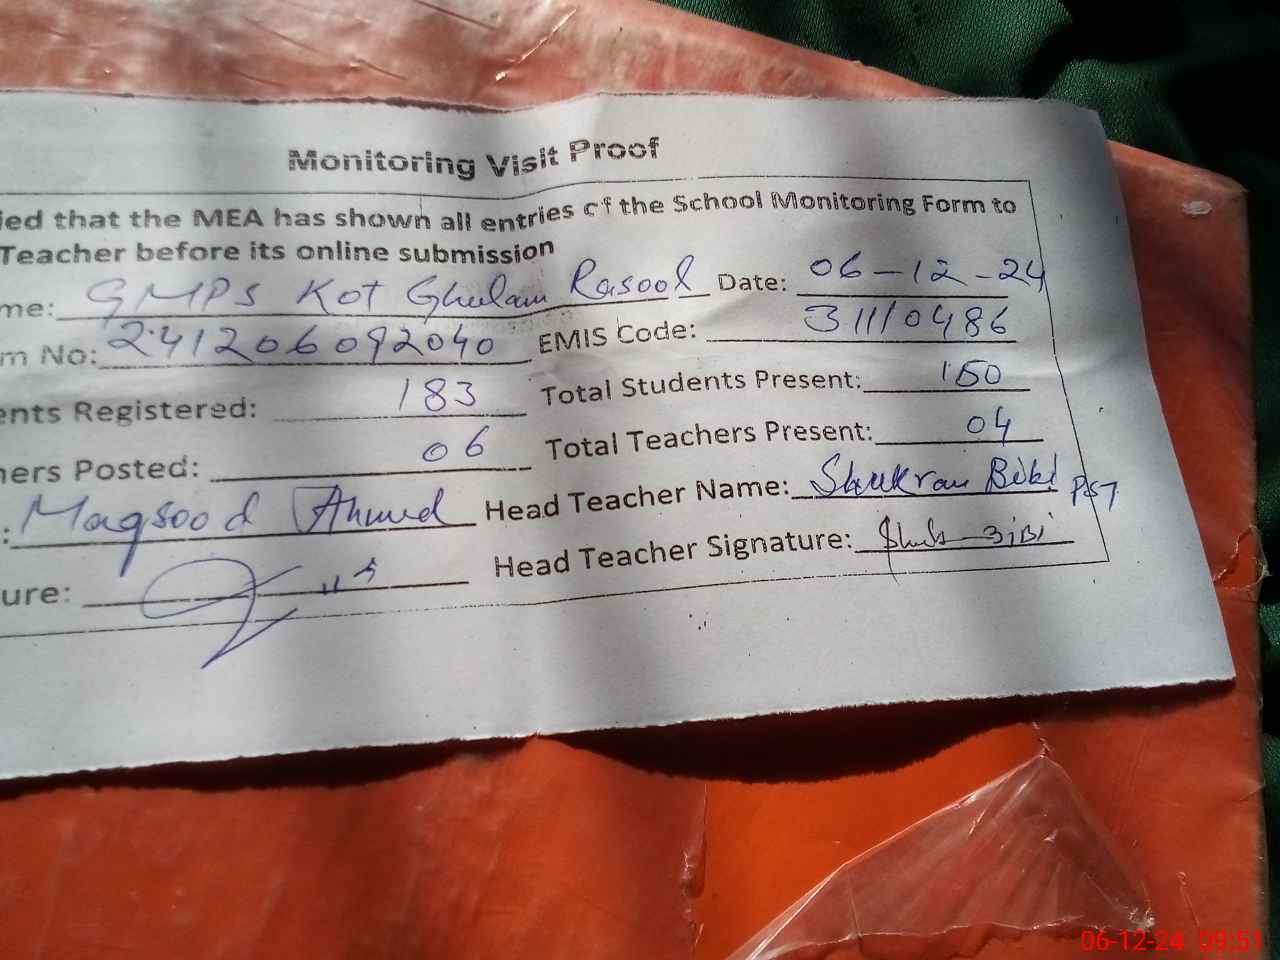 Monitoring Visit Proof
ied that the MEA has shown all entries of the School Monitoring Form to
Teacher before its online submission
me: GMPS Kot Ghulam Rasool Date: 06-12-24
m No: 241206092040 EMIS Code: 31110486
ents Registered: 183 Total Students Present: 150
hers Posted: 06 Total Teachers Present: 04
: Maqsood Ahmed Head Teacher Name: Shukran Bibi PST
ure: Head Teacher Signature: Bibi
06-12-24 09:51